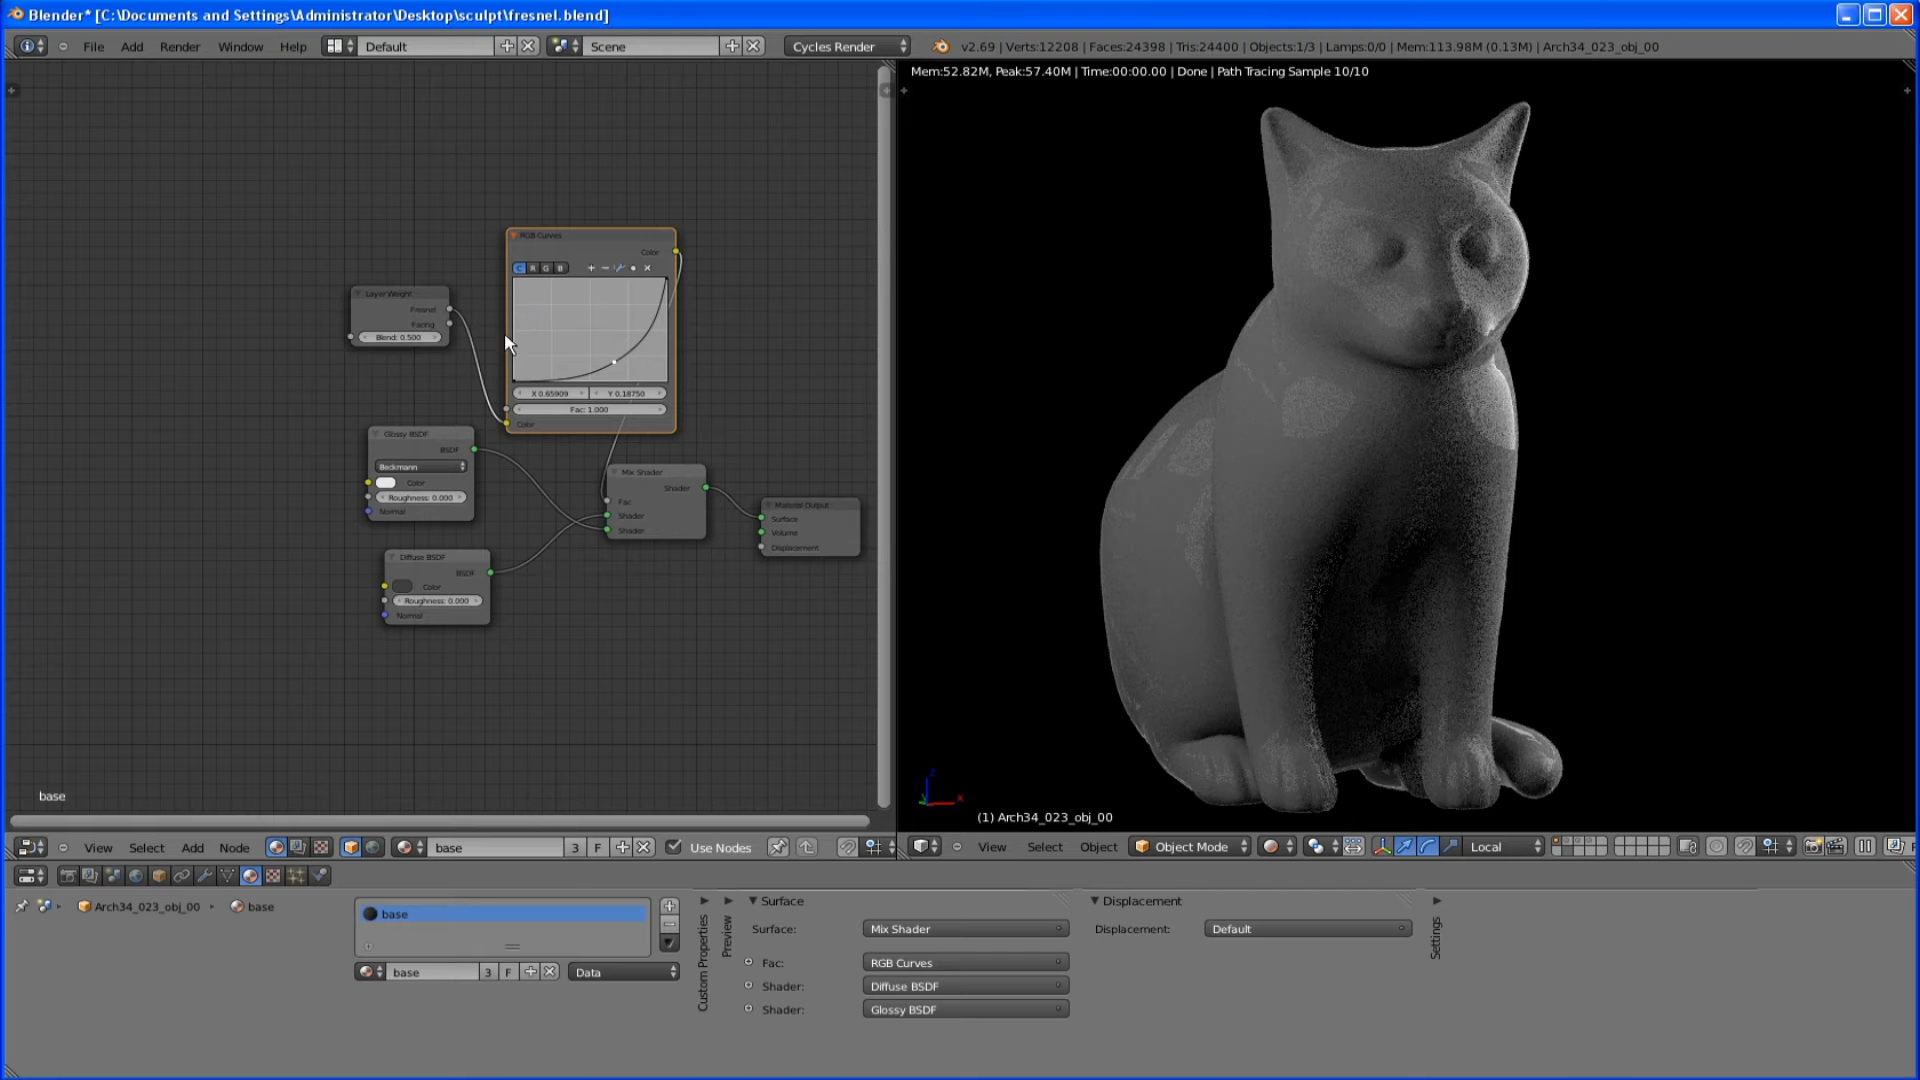 Blender* [C:\Documents and Settings\Administrator\Desktop\sculpt\fresnel.blend]
File Add Render Window Help Default Scene Cycles Render v2.69 | Verts:12208 | Faces:24398 | Tris:24400 | Objects:1/3 | Lamps:0/0 | Mem:113.98M (0.13M) | Arch34_023_obj_00
Mem:52.82M, Peak:57.40M | Time:00:00.00 | Done | Path Tracing Sample 10/10
RGB Curves
Color
C R G B
X 0.65909 Y 0.18750
Fac: 1.000
Color
Layer Weight
Fresnel
Facing
Blend: 0.500
Glossy BSDF
BSDF
Beckmann
Color
Roughness: 0.000
Normal
Mix Shader
Shader
Fac
Shader
Shader
Material Output
Surface
Volume
Displacement
Diffuse BSDF
BSDF
Color
Roughness: 0.000
Normal
base
z
x
(1) Arch34_023_obj_00
View Select Add Node base 3 F Use Nodes
View Select Object Object Mode Local
Arch34_023_obj_00 base
base
base 3 F Data
Custom Properties
Preview
Surface
Surface: Mix Shader
Fac: RGB Curves
Shader: Diffuse BSDF
Shader: Glossy BSDF
Displacement
Displacement: Default
Settings